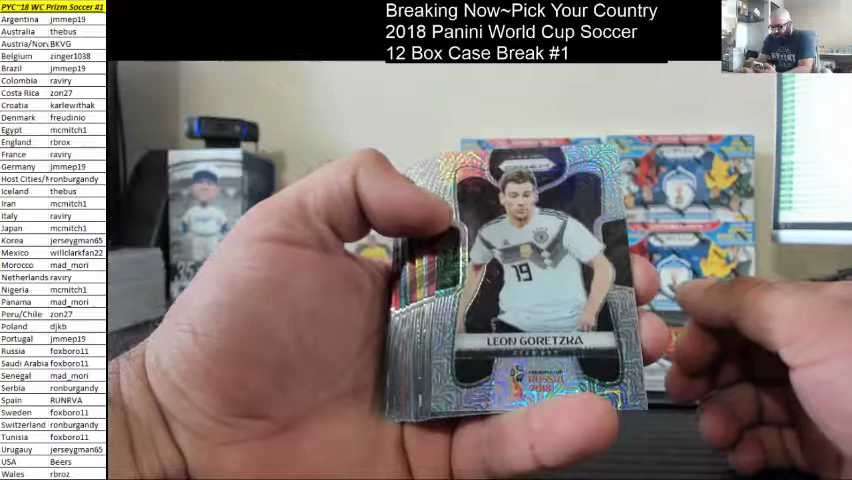 PYC~18 WC Prizm Soccer #1
Argentina jmmep19
Australia thebus
Austria/Nor BKVG
Belgium zinger1038
Brazil jmmep19
Colombia raviry
Costa Rica zon27
Croatia karlewithak
Denmark freudinio
Egypt mcmitch1
England rbrox
France raviry
Germany jmmep19
Host Cities/ ronburgandy
Iceland thebus
Iran mcmitch1
Italy raviry
Japan mcmitch1
Korea jerseygman65
Mexico willclarkfan22
Morocco mad_mori
Netherlands raviry
Nigeria mcmitch1
Panama mad_mori
Peru/Chile zon27
Poland djkb
Portugal jmmep19
Russia foxboro11
Saudi Arabia foxboro11
Senegal mad_mori
Serbia ronburgandy
Spain RUNRVA
Sweden foxboro11
Switzerland ronburgandy
Tunisia foxboro11
Urugauy jerseygman65
USA Beers
Wales rbroz
Breaking Now~Pick Your Country
2018 Panini World Cup Soccer
12 Box Case Break #1
PRIZM
19
LEON GORETZKA
GERMANY
RUSSIA
2018